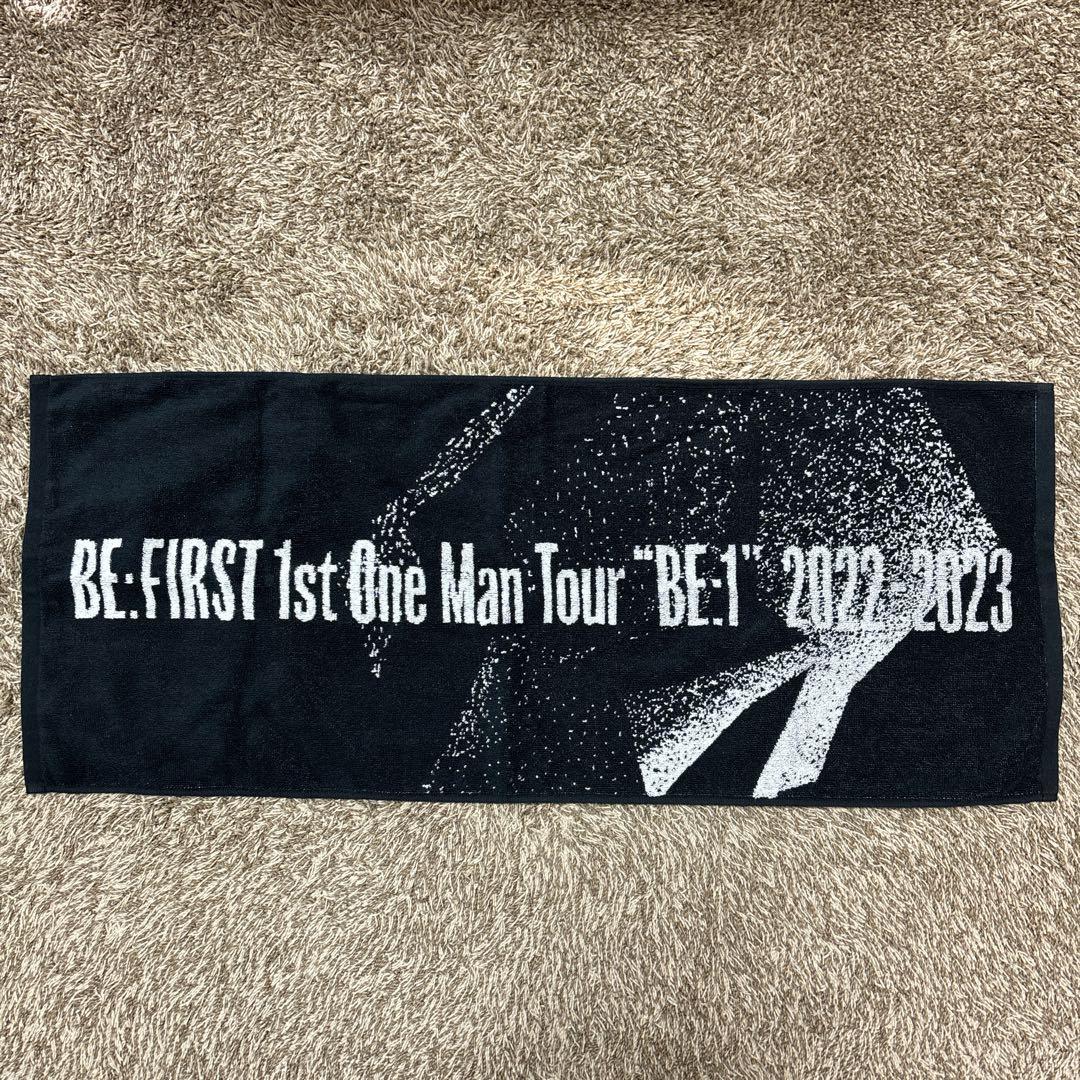 BE:FIRST 1st One Man Tour “BE:1” 2022-2023